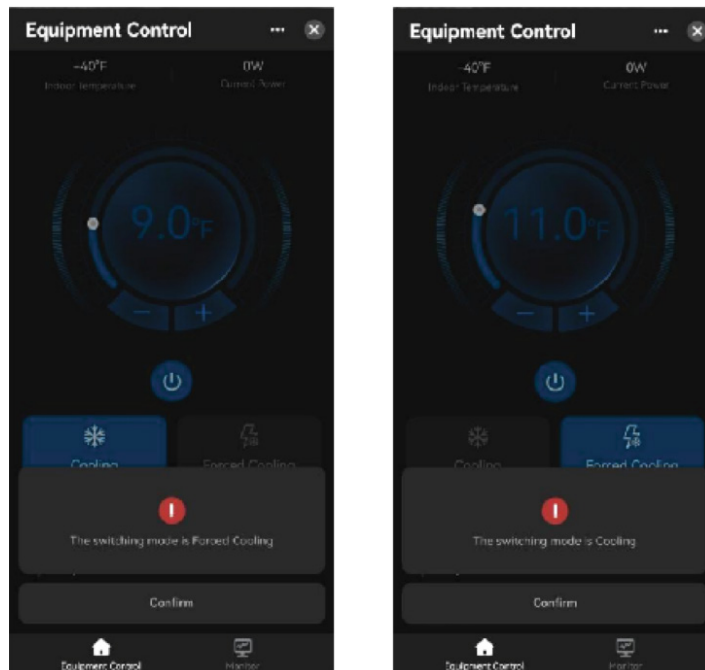 Equipment Control
-40°F
0W
Indoor Temperature
Current Power
9.0°F
Cooling
Forced Cooling
The switching mode is Forced Cooling
Confirm
Equipment Control
Monitor
Equipment Control
-40°F
0W
Indoor Temperature
Current Power
11.0°F
Cooling
Forced Cooling
The switching mode is Cooling
Confirm
Equipment Control
Monitor